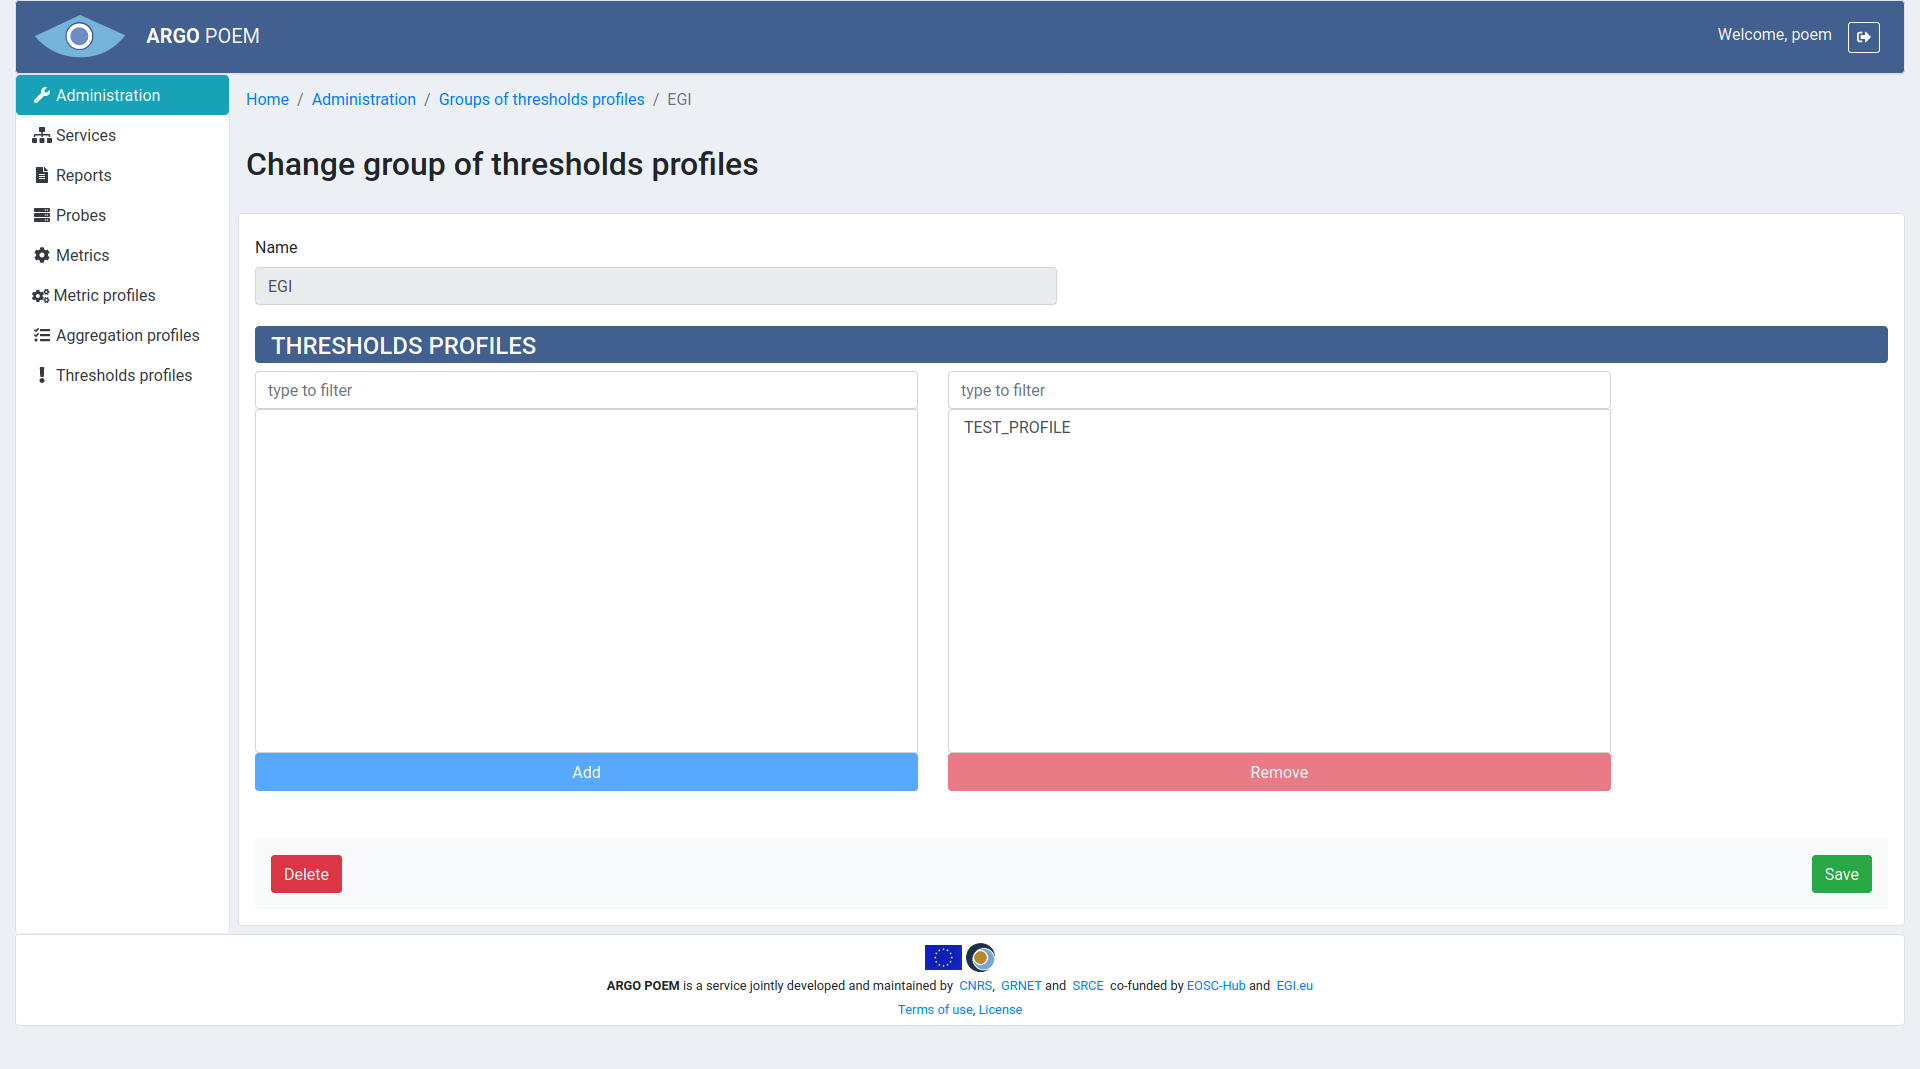 ARGO POEM
Welcome, poem
Administration
Services
Reports
Probes
Metrics
Metric profiles
Aggregation profiles
Thresholds profiles
Home / Administration / Groups of thresholds profiles / EGI
Change group of thresholds profiles
Name
EGI
THRESHOLDS PROFILES
type to filter
type to filter
TEST_PROFILE
Add
Remove
Delete
Save
ARGO POEM is a service jointly developed and maintained by CNRS, GRNET and SRCE co-funded by EOSC-Hub and EGI.eu
Terms of use, License